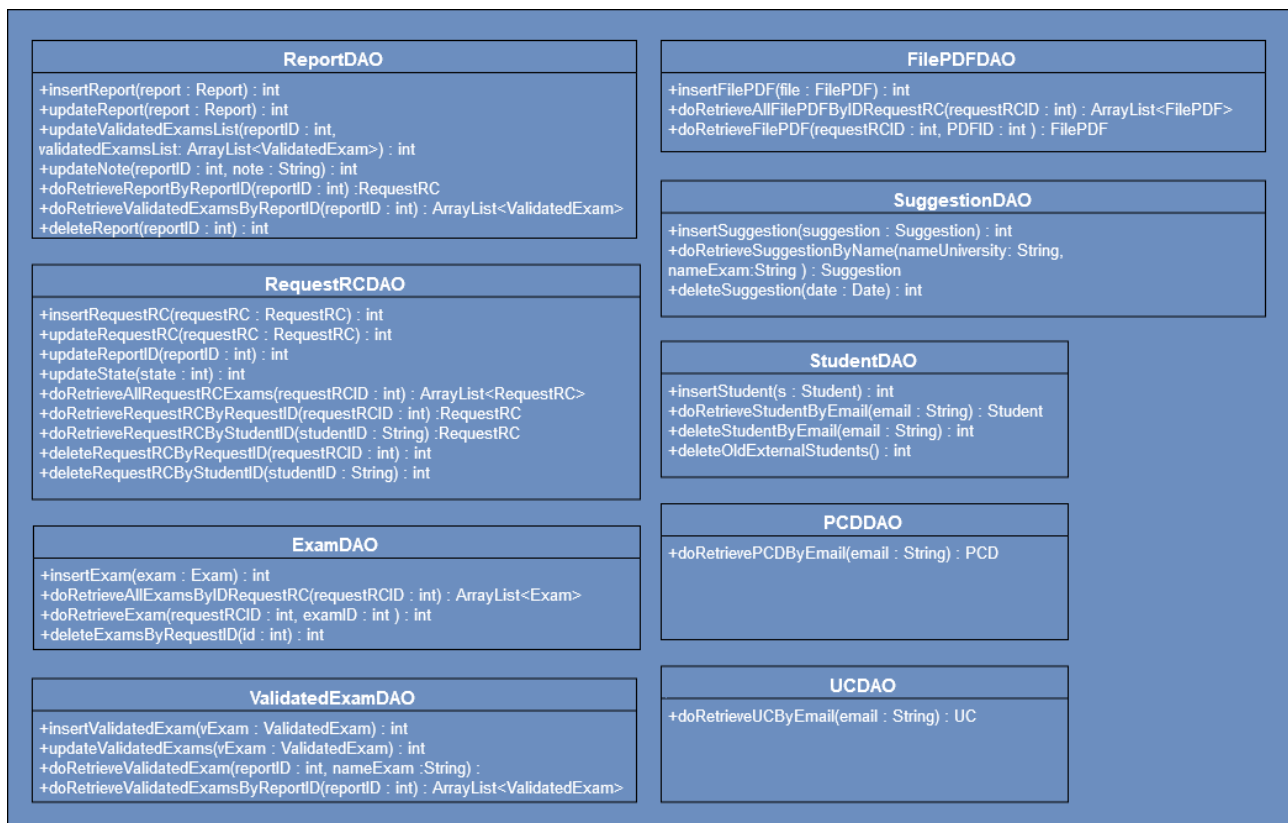 ReportDAO
+insertReport(report : Report) : int
+updateReport(report : Report) : int
+updateValidatedExamsList(reportID : int,
validatedExamsList: ArrayList<ValidatedExam>) : int
+updateNote(reportID : int, note : String) : int
+doRetrieveReportByReportID(reportID : int) :RequestRC
+doRetrieveValidatedExamsByReportID(reportID : int) : ArrayList<ValidatedExam>
+deleteReport(reportID : int) : int
RequestRCDAO
+insertRequestRC(requestRC : RequestRC) : int
+updateRequestRC(requestRC : RequestRC) : int
+updateReportID(reportID : int) : int
+updateState(state : int) : int
+doRetrieveAllRequestRCExams(requestRCID : int) : ArrayList<RequestRC>
+doRetrieveRequestRCByRequestID(requestRCID : int) :RequestRC
+doRetrieveRequestRCByStudentID(studentID : String) :RequestRC
+deleteRequestRCByRequestID(requestRCID : int) : int
+deleteRequestRCByStudentID(studentID : String) : int
ExamDAO
+insertExam(exam : Exam) : int
+doRetrieveAllExamsByIDRequestRC(requestRCID : int) : ArrayList<Exam>
+doRetrieveExam(requestRCID : int, examID : int ) : int
+deleteExamsByRequestID(id : int) : int
ValidatedExamDAO
+insertValidatedExam(vExam : ValidatedExam) : int
+updateValidatedExams(vExam : ValidatedExam) : int
+doRetrieveValidatedExam(reportID : int, nameExam :String) :
+doRetrieveValidatedExamsByReportID(reportID : int) : ArrayList<ValidatedExam>
FilePDFDAO
+insertFilePDF(file : FilePDF) : int
+doRetrieveAllFilePDFByIDRequestRC(requestRCID : int) : ArrayList<FilePDF>
+doRetrieveFilePDF(requestRCID : int, PDFID : int ) : FilePDF
SuggestionDAO
+insertSuggestion(suggestion : Suggestion) : int
+doRetrieveSuggestionByName(nameUniversity: String,
nameExam:String ) : Suggestion
+deleteSuggestion(date : Date) : int
StudentDAO
+insertStudent(s : Student) : int
+doRetrieveStudentByEmail(email : String) : Student
+deleteStudentByEmail(email : String) : int
+deleteOldExternalStudents() : int
PCDDAO
+doRetrievePCDByEmail(email : String) : PCD
UCDAO
+doRetrieveUCByEmail(email : String) : UC